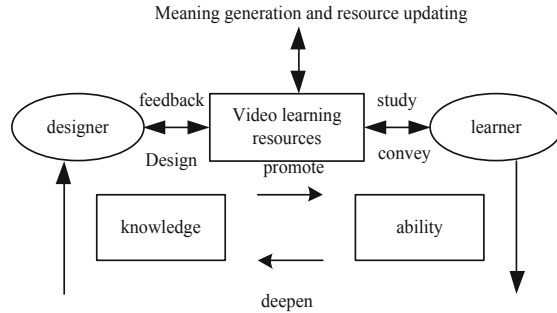 Meaning generation and resource updating
feedback
study
designer
Video learning
resources
learner
Design
convey
promote
knowledge
ability
deepen